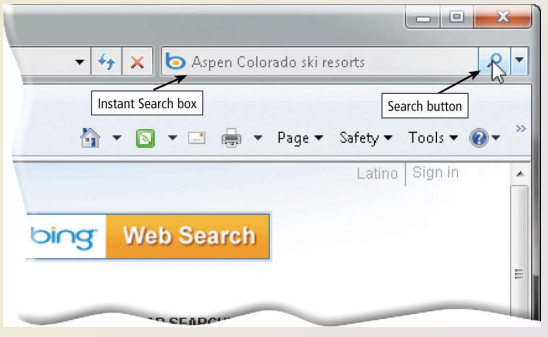 Aspen Colorado ski resorts
Instant Search box
Search button
Page Safety Tools
Latino Sign in
bing Web Search